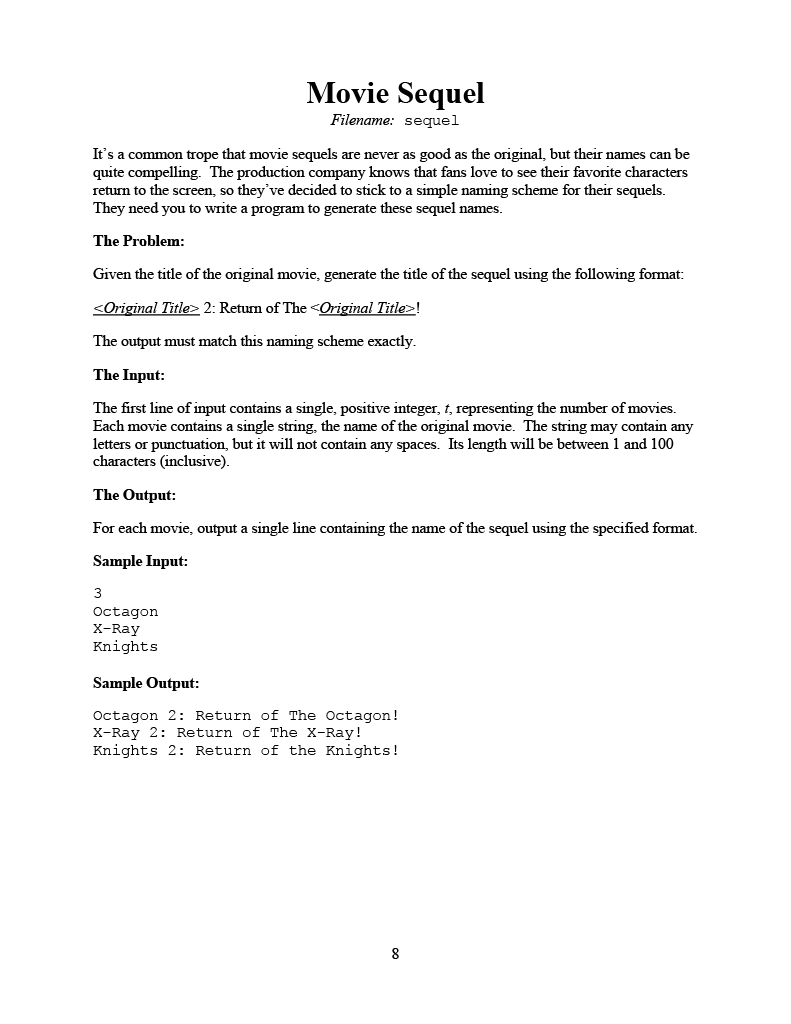 Movie Sequel
Filename: sequel
It’s a common trope that movie sequels are never as good as the original, but their names can be
quite compelling. The production company knows that fans love to see their favorite characters
return to the screen, so they’ve decided to stick to a simple naming scheme for their sequels.
They need you to write a program to generate these sequel names.
The Problem:
Given the title of the original movie, generate the title of the sequel using the following format:
<Original Title> 2: Return of The <Original Title>!
The output must match this naming scheme exactly.
The Input:
The first line of input contains a single, positive integer, t, representing the number of movies.
Each movie contains a single string, the name of the original movie. The string may contain any
letters or punctuation, but it will not contain any spaces. Its length will be between 1 and 100
characters (inclusive).
The Output:
For each movie, output a single line containing the name of the sequel using the specified format.
Sample Input:
3
Octagon
X-Ray
Knights
Sample Output:
Octagon 2: Return of The Octagon!
X-Ray 2: Return of The X-Ray!
Knights 2: Return of the Knights!
8